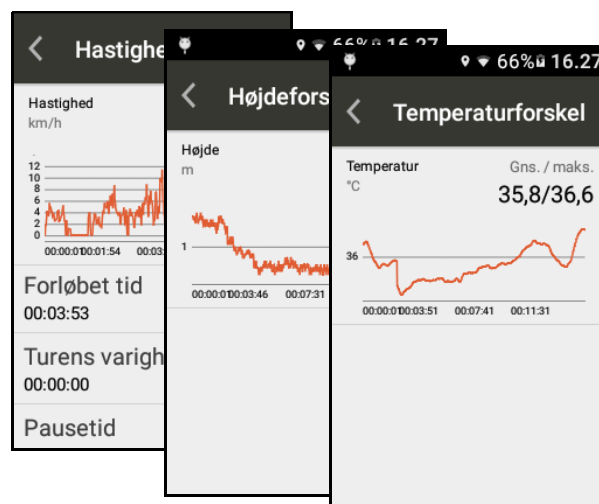 Hastighe
Hastighed
km/h
12
10
8
6
4
2
0
00:00:01 00:01:54 00:03:
Forløbet tid
00:03:53
Turens varigh
00:00:00
Pausetid
66% 16.27
Højdefors
Højde
m
1
00:00:01 00:03:46 00:07:31
66% 16.27
Temperaturforskel
Temperatur
Gns. / maks.
°C
35,8/36,6
36
00:00:01 00:03:51 00:07:41 00:11:31